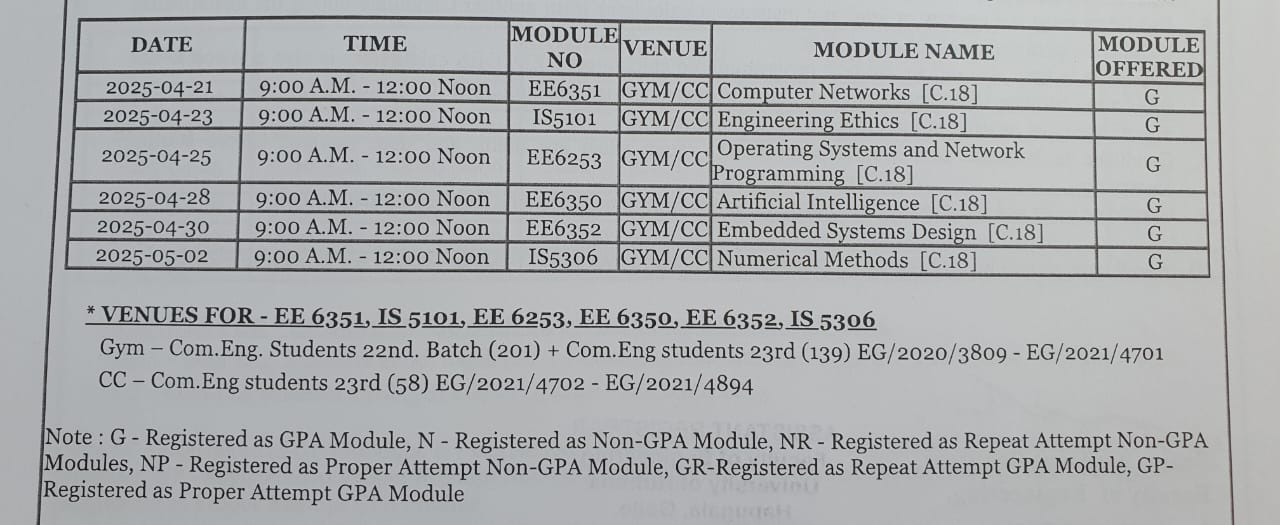 DATE TIME MODULE NO VENUE MODULE NAME MODULE OFFERED
2025-04-21 9:00 A.M. - 12:00 Noon EE6351 GYM/CC Computer Networks [C.18] G
2025-04-23 9:00 A.M. - 12:00 Noon IS5101 GYM/CC Engineering Ethics [C.18] G
2025-04-25 9:00 A.M. - 12:00 Noon EE6253 GYM/CC Operating Systems and Network Programming [C.18] G
2025-04-28 9:00 A.M. - 12:00 Noon EE6350 GYM/CC Artificial Intelligence [C.18] G
2025-04-30 9:00 A.M. - 12:00 Noon EE6352 GYM/CC Embedded Systems Design [C.18] G
2025-05-02 9:00 A.M. - 12:00 Noon IS5306 GYM/CC Numerical Methods [C.18] G
* VENUES FOR - EE 6351, IS 5101, EE 6253, EE 6350, EE 6352, IS 5306
Gym – Com.Eng. Students 22nd. Batch (201) + Com.Eng students 23rd (139) EG/2020/3809 - EG/2021/4701
CC – Com.Eng students 23rd (58) EG/2021/4702 - EG/2021/4894
Note : G - Registered as GPA Module, N - Registered as Non-GPA Module, NR - Registered as Repeat Attempt Non-GPA
Modules, NP - Registered as Proper Attempt Non-GPA Module, GR-Registered as Repeat Attempt GPA Module, GP-
Registered as Proper Attempt GPA Module